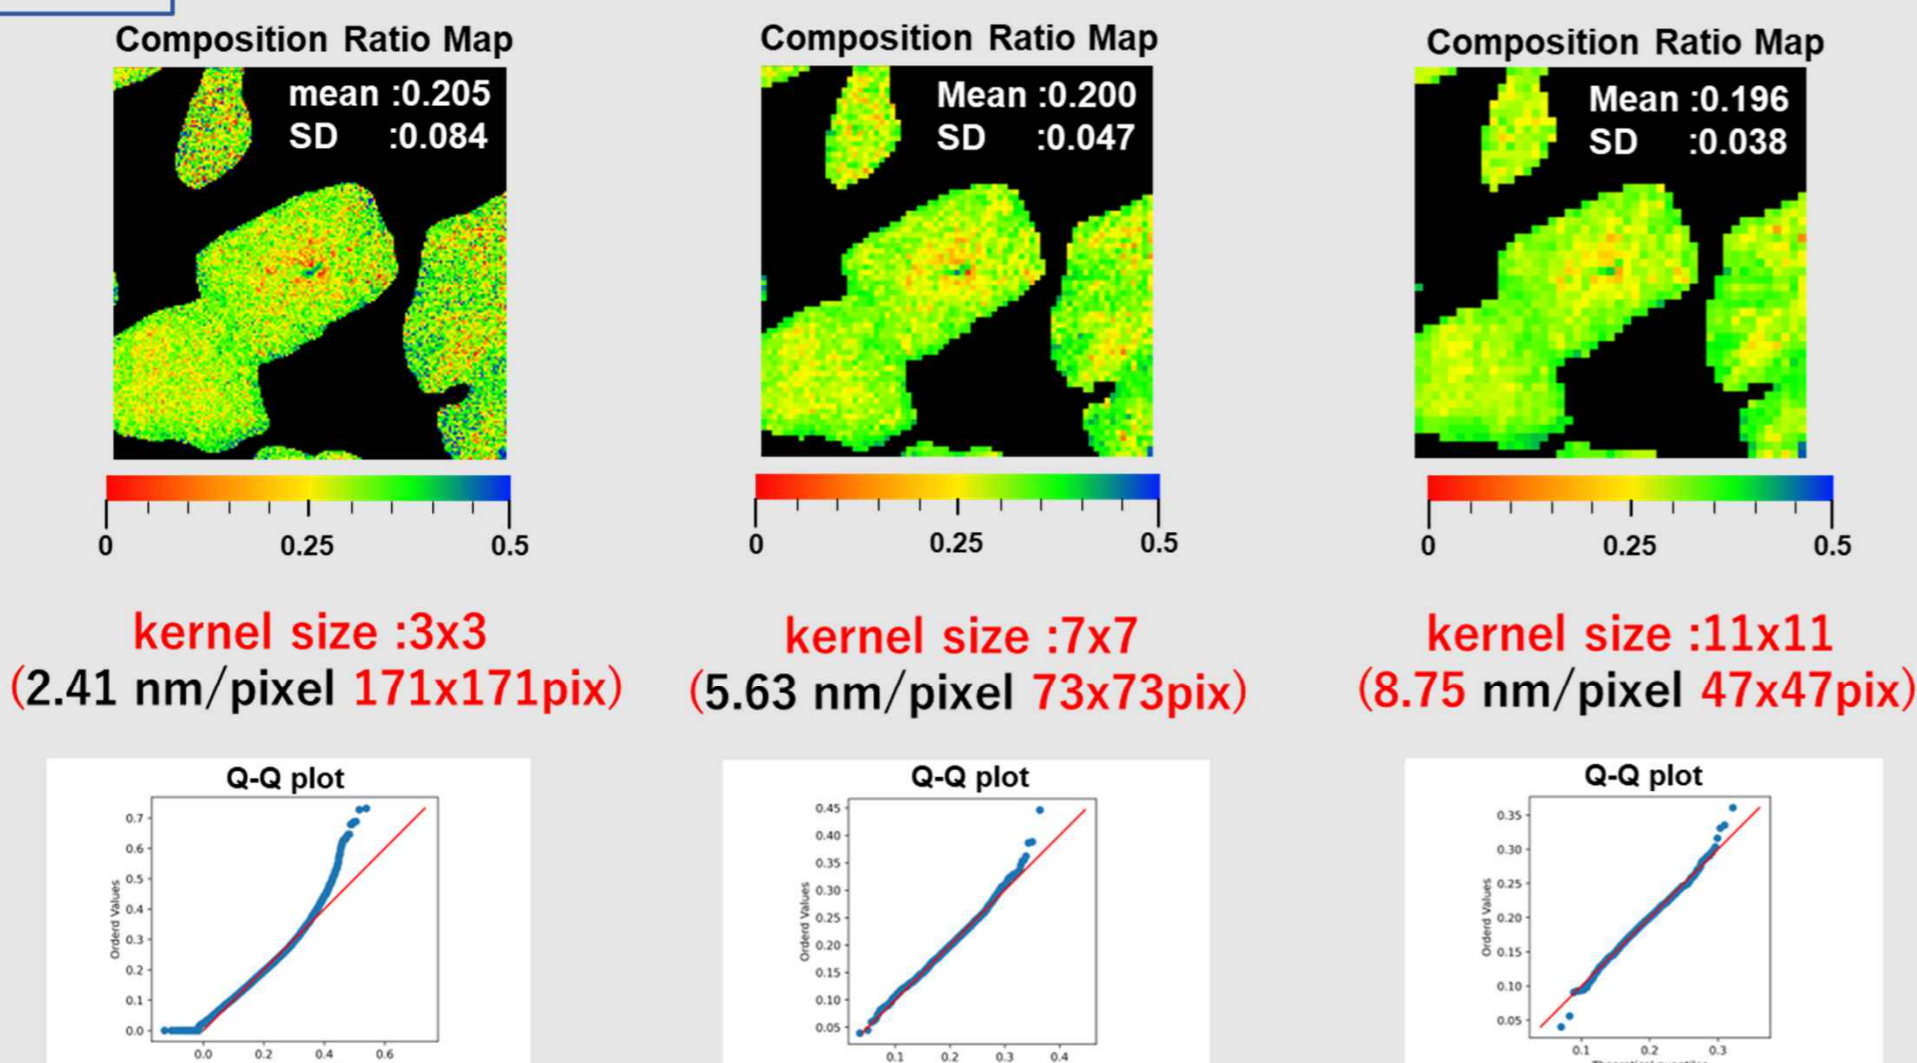 Composition Ratio Map
mean :0.205
SD :0.084
0 0.25 0.5
kernel size :3x3
(2.41 nm/pixel 171x171pix)
Q-Q plot
Orderd Values
0.7
0.6
0.5
0.4
0.3
0.2
0.1
0.0
0.0 0.2 0.4 0.6
Composition Ratio Map
Mean :0.200
SD :0.047
0 0.25 0.5
kernel size :7x7
(5.63 nm/pixel 73x73pix)
Q-Q plot
Orderd Values
0.45
0.40
0.35
0.30
0.25
0.20
0.15
0.10
0.05
0.1 0.2 0.3 0.4
Composition Ratio Map
Mean :0.196
SD :0.038
0 0.25 0.5
kernel size :11x11
(8.75 nm/pixel 47x47pix)
Q-Q plot
Orderd Values
0.35
0.30
0.25
0.20
0.15
0.10
0.05
0.1 0.2 0.3